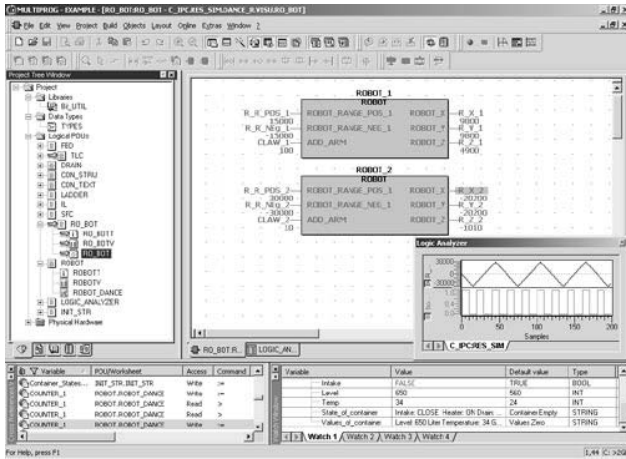 MULTIPROG - EXAMPLE - [RO_BOT:RO_BOT - C_IPC.RES_SIM.DANCE_R.VISU.RO_BOT]
File Edit View Project Build Objects Layout Online Extras Window ?
Project Tree Window
Project
Libraries
Bit_UTIL
Data Types
TYPES
Logical POUs
FEO
TLC
DRAIN
CON_STRU
CON_TEXT
LADDER
IL
SFC
RO_BOT
RO_BOTT
RO_BOTV
RO_BOT
ROBOT
ROBOTT
ROBOTV
ROBOT_DANCE
LOGIC_ANALYZER
INIT_STR
Physical Hardware
ROBOT_1
ROBOT
R_R_POS_1 ROBOT_RANGE_POS_1 ROBOT_X R_X_1
15000 9800
R_R_NEG_1 ROBOT_RANGE_NEG_1 ROBOT_Y R_Y_1
-15000 9800
CLAW_1 ADD_ARM ROBOT_Z R_Z_1
100 4900
ROBOT_2
ROBOT
R_R_POS_2 ROBOT_RANGE_POS_1 ROBOT_X R_X_2
30000 -20200
R_R_NEG_2 ROBOT_RANGE_NEG_1 ROBOT_Y R_Y_2
-30000 -20200
CLAW_2 ADD_ARM ROBOT_Z R_Z_2
10 -1010
Logic Analyzer
30000
0
-30000
1.0
0.0
0 50 100 150 200
Samples
C_IPC.RES_SIM
RO_BOT:R... LOGIC_AN...
Variable POU/Worksheet Access Command
Container_States... INIT_STR.INIT_STR Write :=
COUNTER_1 ROBOT.ROBOT_DANCE Write :=
COUNTER_1 ROBOT.ROBOT_DANCE Read >
COUNTER_1 ROBOT.ROBOT_DANCE Read >
COUNTER_1 ROBOT.ROBOT_DANCE Write :=
Variable Value Default value Type
Intake FALSE TRUE BOOL
Level 650 560 INT
Temp 34 24 INT
State_of_container Intake: CLOSE Heater: ON Drain: Container Empty STRING
Values_of_container Level: 650 Liter Temperature: 34 G... Values Zero STRING
Watch 1 Watch 2 Watch 3 Watch 4
For Help, press F1